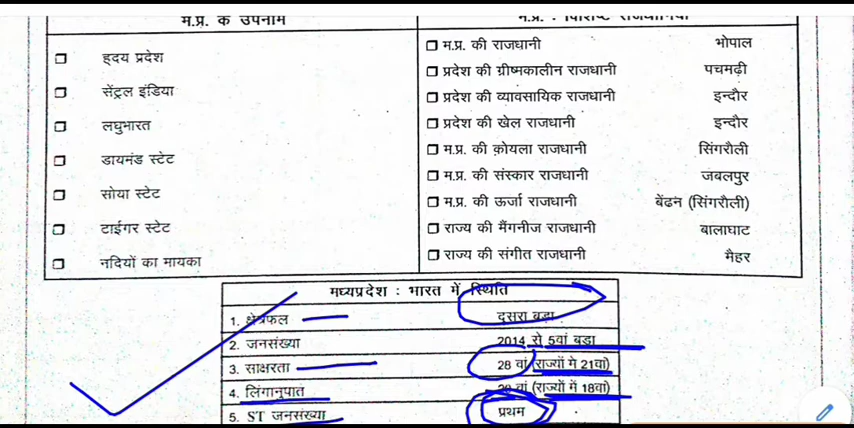 म.प्र. के उपनाम
म.प्र. : विशिष्ट राजधानियाँ
हृदय प्रदेश
सेंट्रल इंडिया
लघुभारत
डायमंड स्टेट
सोया स्टेट
टाईगर स्टेट
नदियों का मायका
म.प्र. की राजधानी भोपाल
प्रदेश की ग्रीष्मकालीन राजधानी पचमढ़ी
प्रदेश की व्यावसायिक राजधानी इन्दौर
प्रदेश की खेल राजधानी इन्दौर
म.प्र. की क़ोयला राजधानी सिंगरौली
म.प्र. की संस्कार राजधानी जबलपुर
म.प्र. की ऊर्जा राजधानी बेंढन (सिंगरौली)
राज्य की मैंगनीज राजधानी बालाघाट
राज्य की संगीत राजधानी मैहर
मध्यप्रदेश : भारत में स्थिति
1. क्षेत्रफल दूसरा बड़ा
2. जनसंख्या 2014 से 5वां बड़ा
3. साक्षरता 28 वां (राज्यों मे 21वां)
4. लिंगानुपात वां (राज्यों में 18वां)
5. ST जनसंख्या प्रथम